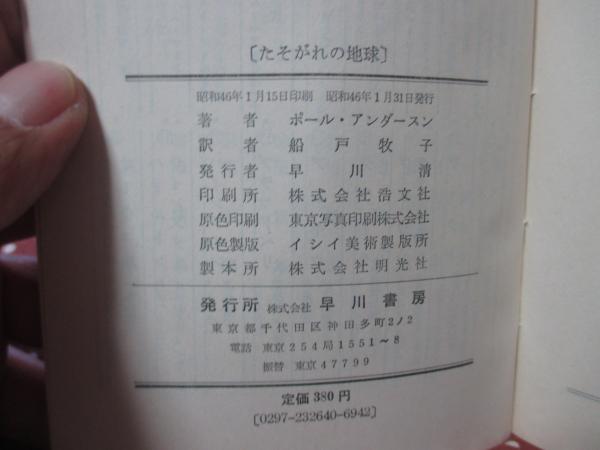 〔たそがれの地球〕
昭和46年1月15日印刷 昭和46年1月31日発行
著者 ポール・アンダースン
訳者 船戸牧子
発行者 早川清
印刷所 株式会社浩文社
原色印刷 東京写真印刷株式会社
原色製版 イシイ美術製版所
製本所 株式会社明光社
発行所 株式会社 早川書房
東京都千代田区神田多町2ノ2
電話 東京254局1551~8
振替 東京47799
定価380円
〔0297-232640-6942〕